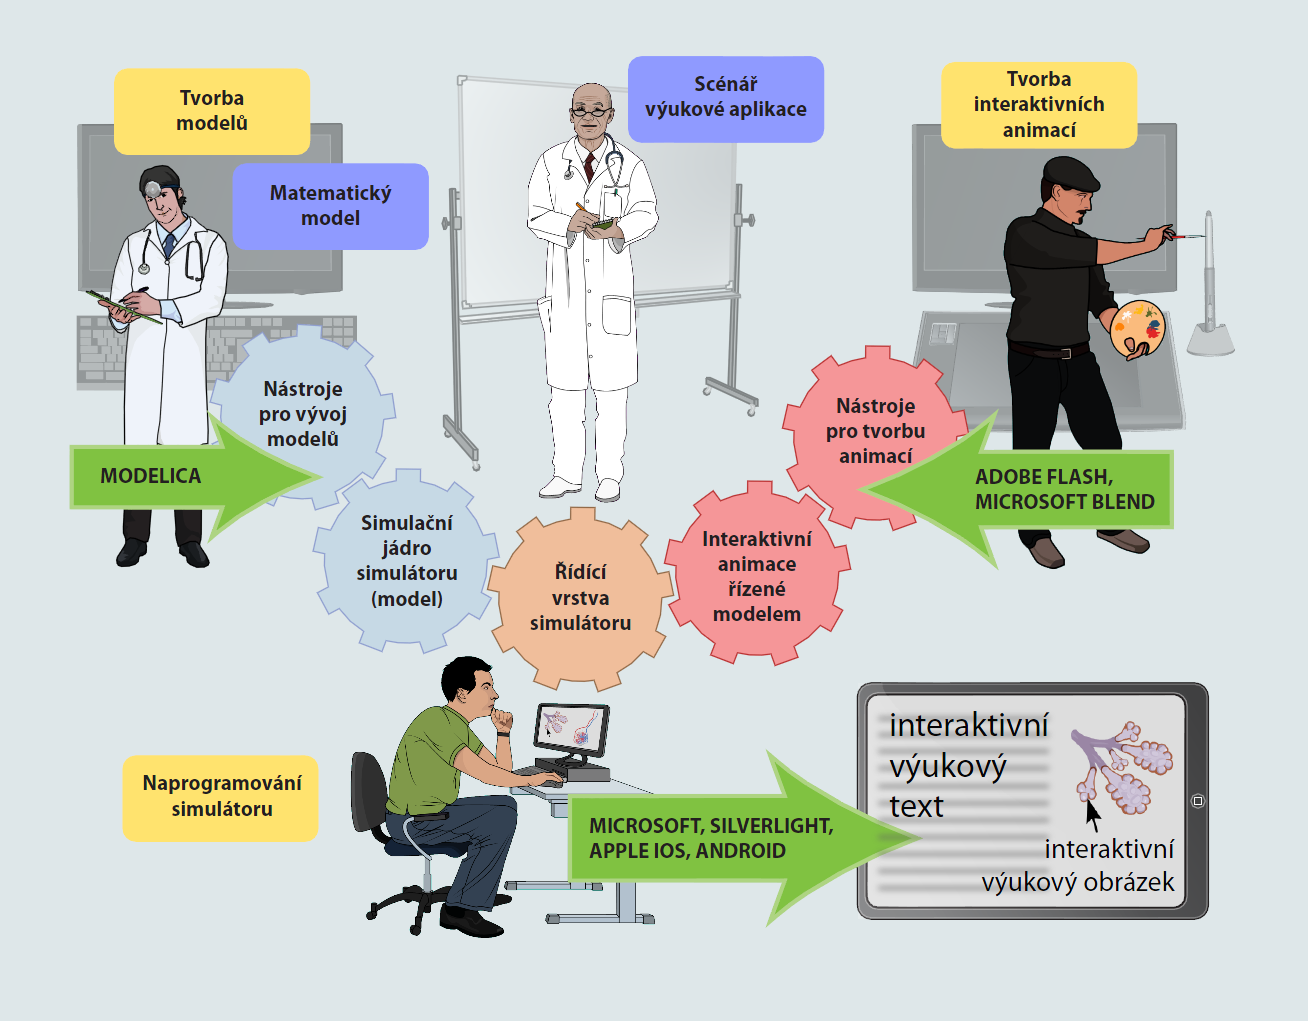 Tvorba
modelů
Matematický
model
Scénář
výukové aplikace
Tvorba
interaktivních
animací
Nástroje
pro vývoj
modelů
MODELICA
Simulační
jádro
simulátoru
(model)
Řídící
vrstva
simulátoru
Interaktivní
animace
řízené
modelem
Nástroje
pro tvorbu
animací
ADOBE FLASH,
MICROSOFT BLEND
Naprogramování
simulátoru
MICROSOFT, SILVERLIGHT,
APPLE IOS, ANDROID
interaktivní
výukový
text
interaktivní
výukový obrázek